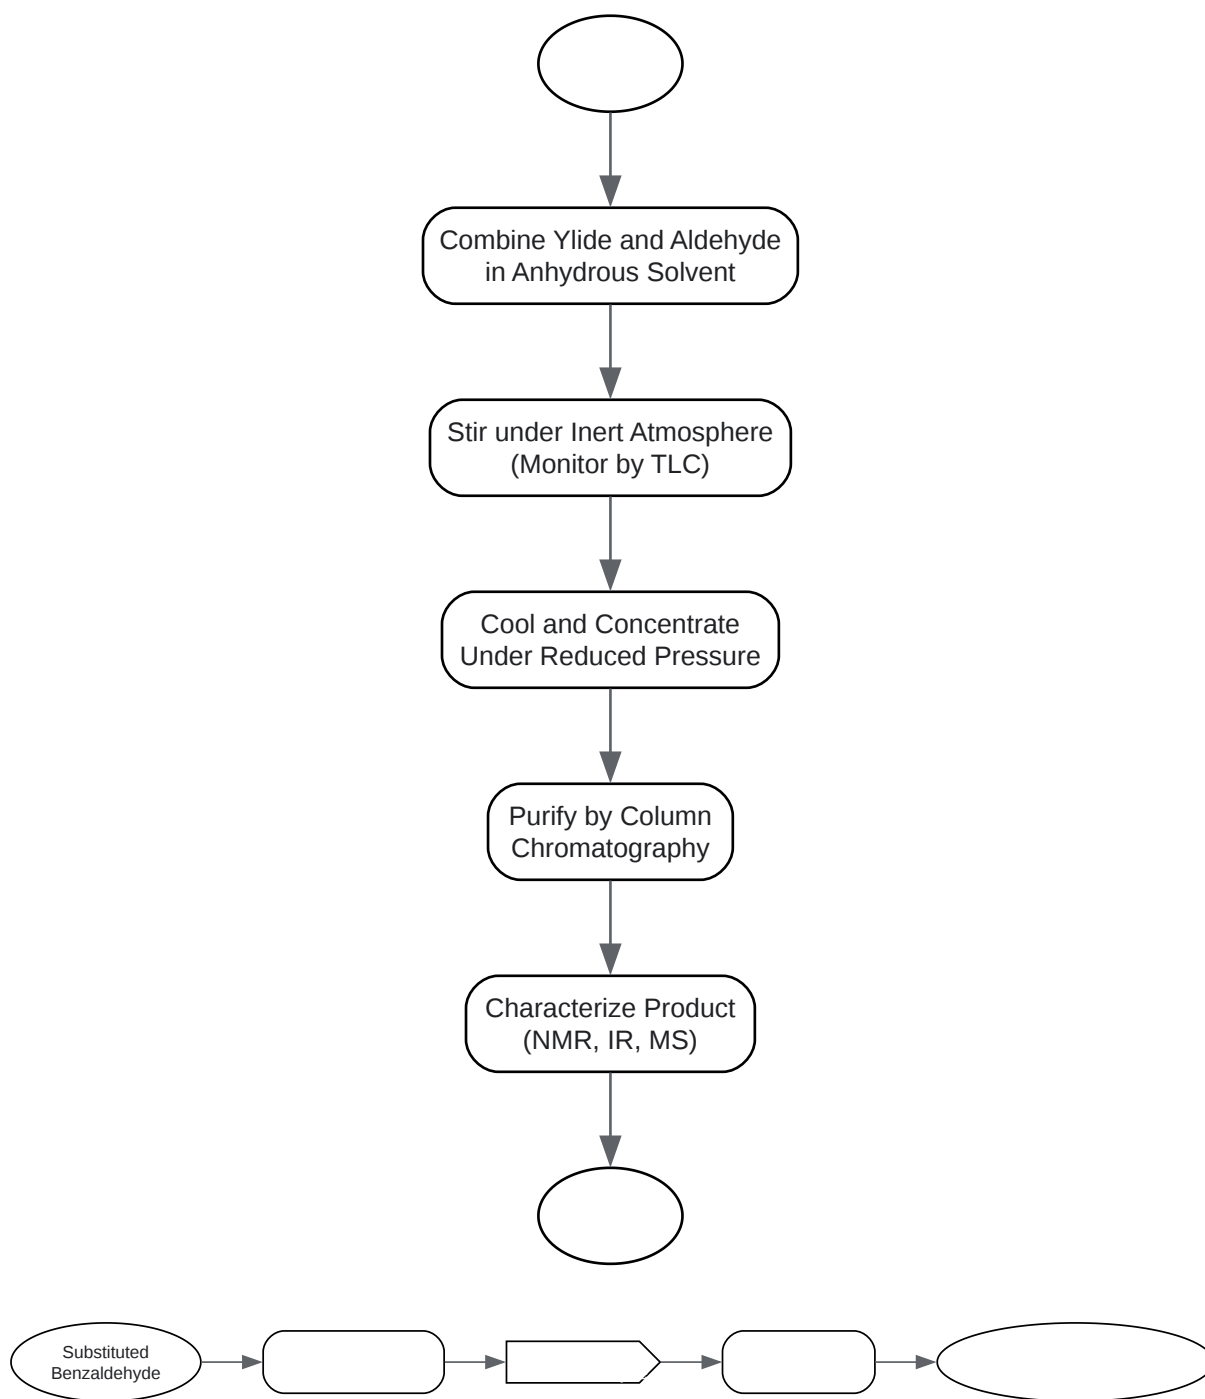 Combine Ylide and Aldehyde
in Anhydrous Solvent
Stir under Inert Atmosphere
(Monitor by TLC)
Cool and Concentrate
Under Reduced Pressure
Purify by Column
Chromatography
Characterize Product
(NMR, IR, MS)
Substituted
Benzaldehyde